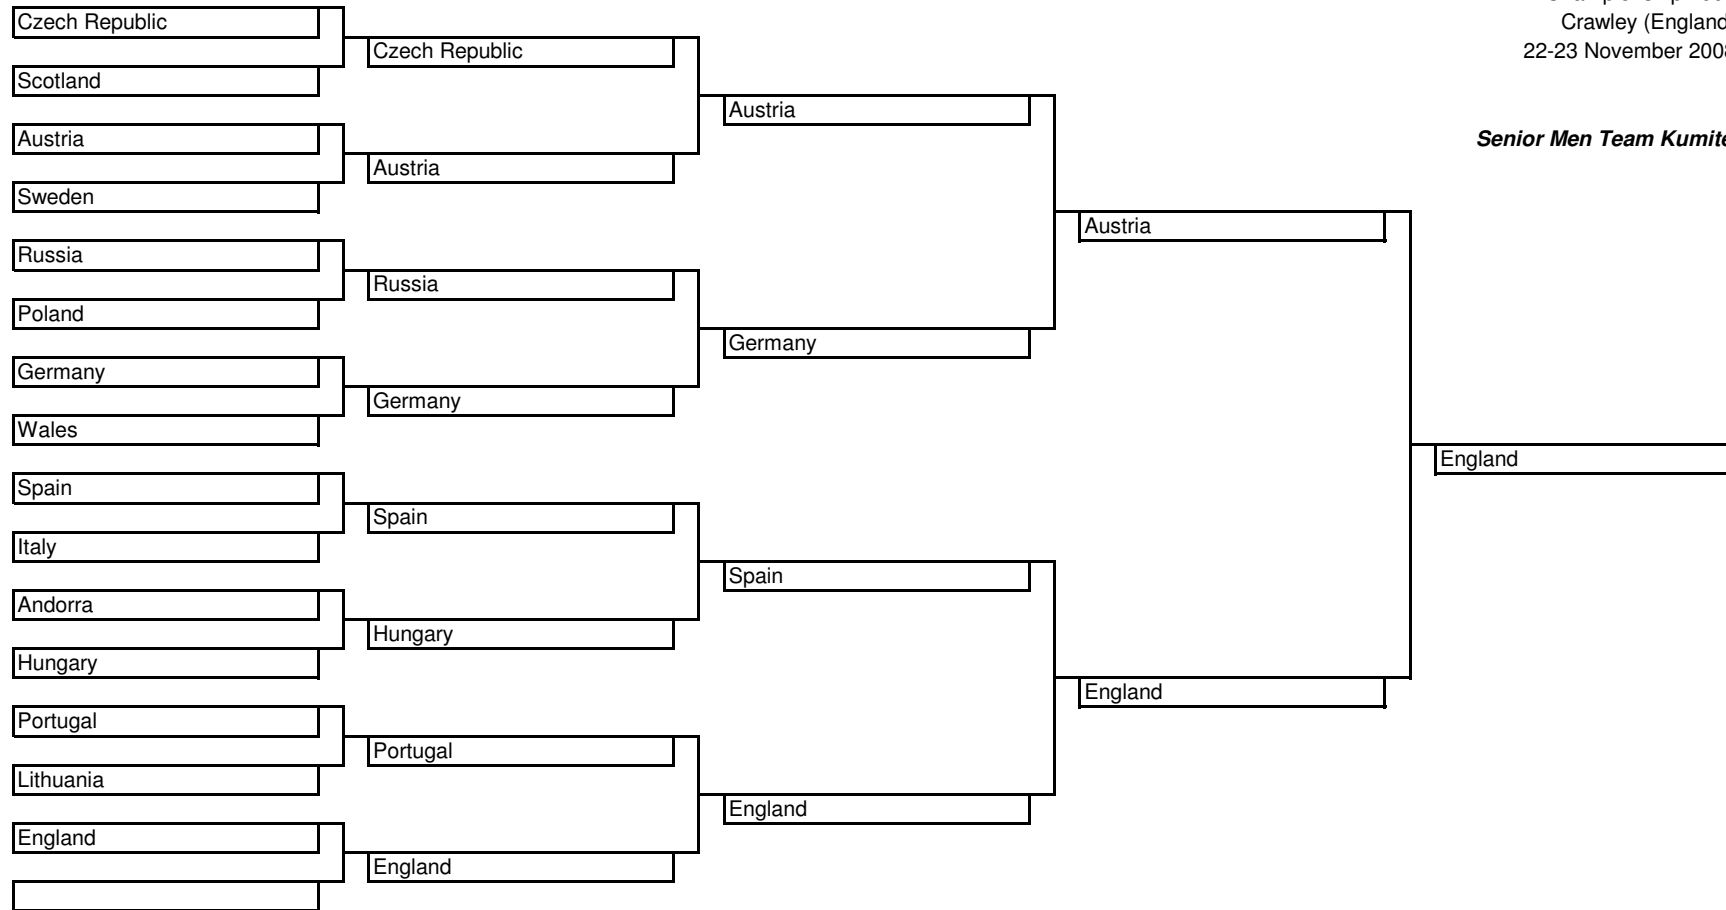 Czech Republic
Scotland
Austria
Sweden
Russia
Poland
Germany
Wales
Spain
Italy
Andorra
Hungary
Portugal
Lithuania
England
Czech Republic
Austria
Russia
Germany
Spain
Hungary
Portugal
England
Austria
Germany
Spain
England
Austria
England
England
Crawley (England
22-23 November 2008
Senior Men Team Kumite